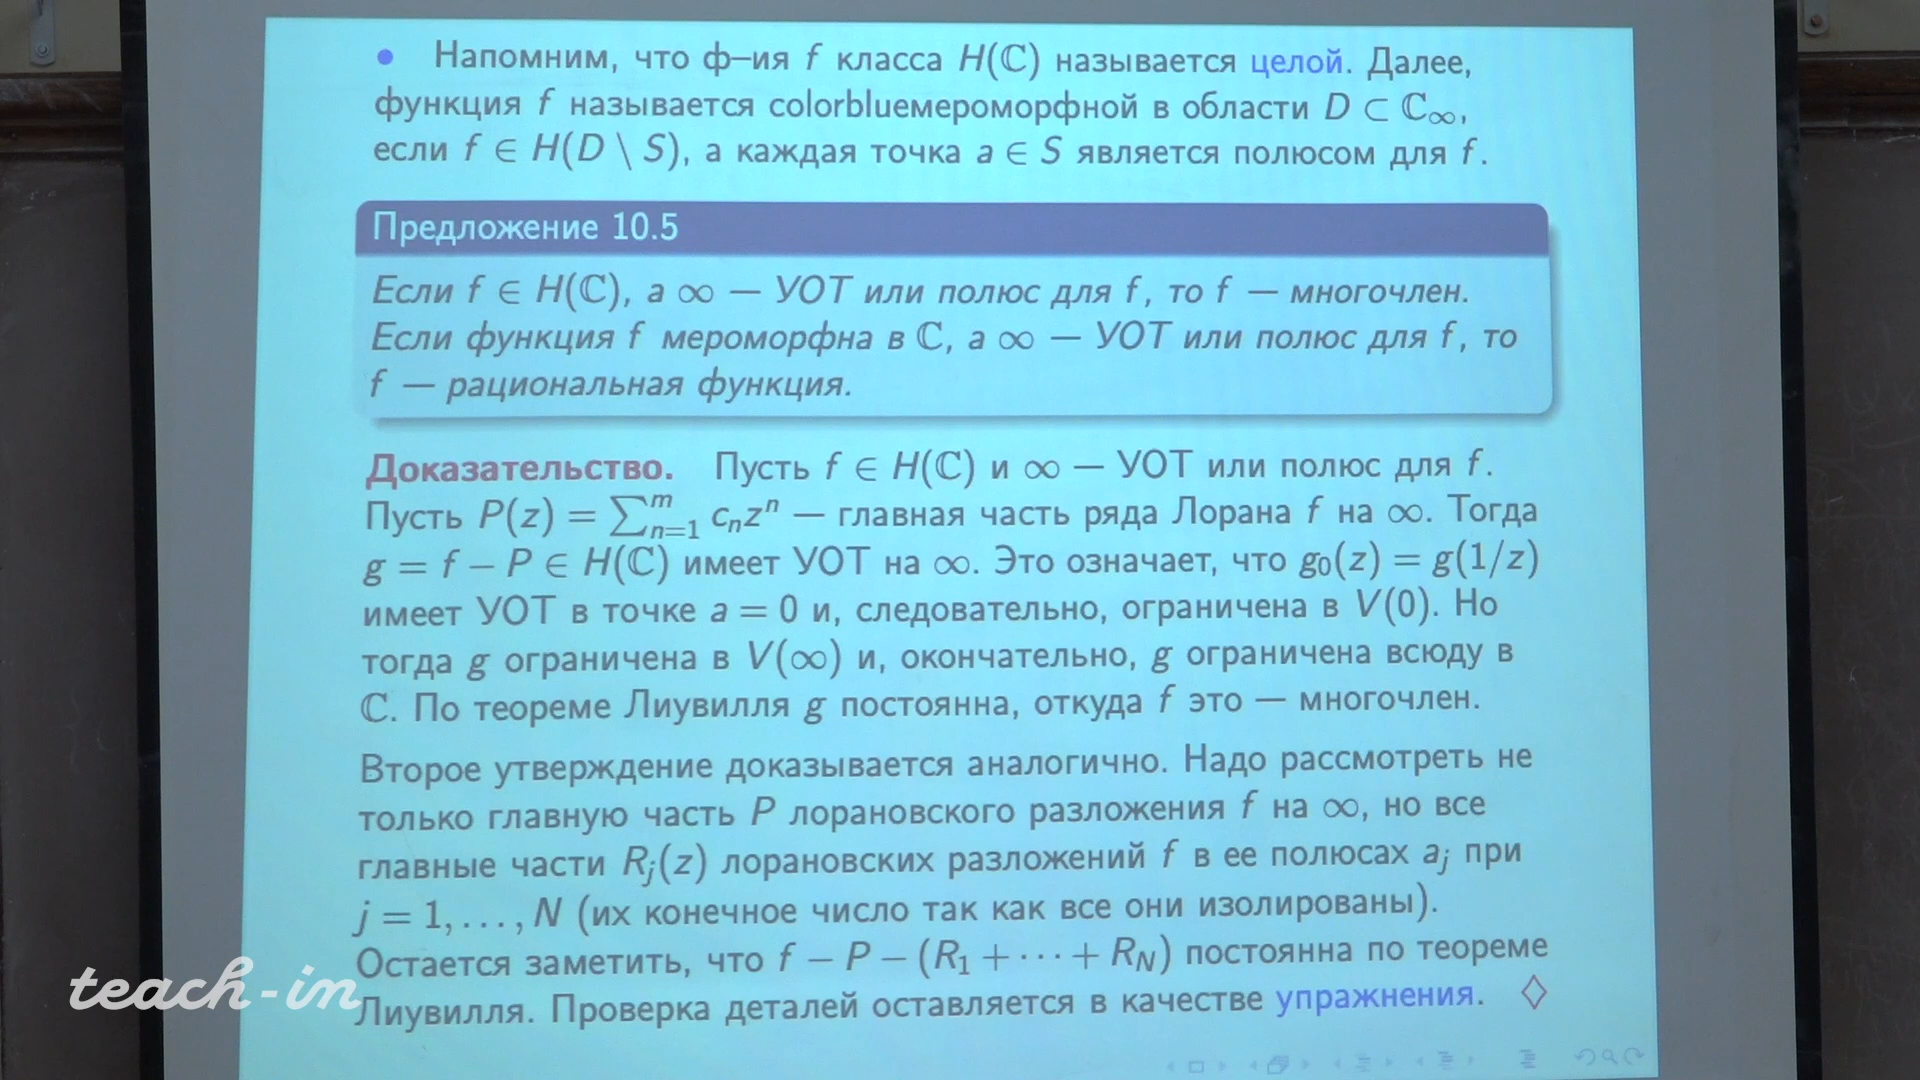 • Напомним, что ф–ия f класса H(ℂ) называется целой. Далее,
функция f называется colorblueмероморфной в области D ⊂ ℂ∞,
если f ∈ H(D \ S), а каждая точка a ∈ S является полюсом для f.
Предложение 10.5
Если f ∈ H(ℂ), а ∞ — УОТ или полюс для f, то f — многочлен.
Если функция f мероморфна в ℂ, а ∞ — УОТ или полюс для f, то
f — рациональная функция.
Доказательство. Пусть f ∈ H(ℂ) и ∞ — УОТ или полюс для f.
Пусть P(z) = ∑ₙ₌₁ᵐ cₙzⁿ — главная часть ряда Лорана f на ∞. Тогда
g = f − P ∈ H(ℂ) имеет УОТ на ∞. Это означает, что g₀(z) = g(1/z)
имеет УОТ в точке a = 0 и, следовательно, ограничена в V(0). Но
тогда g ограничена в V(∞) и, окончательно, g ограничена всюду в
ℂ. По теореме Лиувилля g постоянна, откуда f это — многочлен.
Второе утверждение доказывается аналогично. Надо рассмотреть не
только главную часть P лорановского разложения f на ∞, но все
главные части Rⱼ(z) лорановских разложений f в ее полюсах aⱼ при
j = 1, . . . , N (их конечное число так как все они изолированы).
Остается заметить, что f − P − (R₁ + · · · + R_N) постоянна по теореме
Лиувилля. Проверка деталей оставляется в качестве упражнения. ◇
teach-in